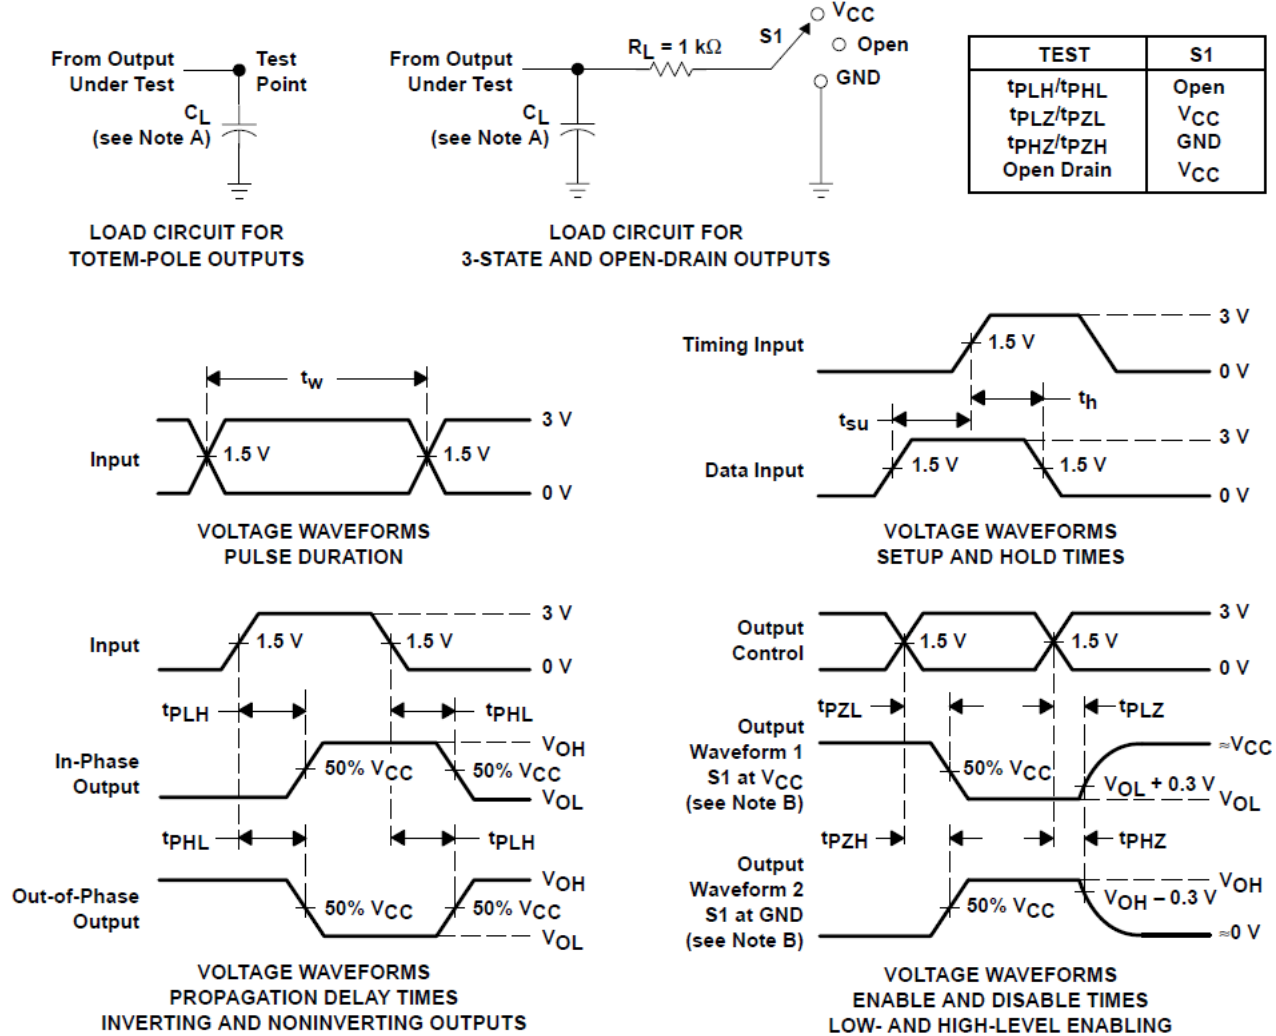 From Output
Under Test
Test
Point
CL
(see Note A)
LOAD CIRCUIT FOR
TOTEM-POLE OUTPUTS
From Output
Under Test
RL = 1 kΩ
S1
VCC
Open
GND
CL
(see Note A)
LOAD CIRCUIT FOR
3-STATE AND OPEN-DRAIN OUTPUTS
TEST S1
tPLH/tPHL Open
tPLZ/tPZL VCC
tPHZ/tPZH GND
Open Drain VCC
tw
Input
1.5 V
1.5 V
3 V
0 V
VOLTAGE WAVEFORMS
PULSE DURATION
Timing Input
1.5 V
3 V
0 V
tsu
th
Data Input
1.5 V
1.5 V
3 V
0 V
VOLTAGE WAVEFORMS
SETUP AND HOLD TIMES
Input
1.5 V
1.5 V
3 V
0 V
tPLH
tPHL
In-Phase
Output
50% VCC
50% VCC
VOH
VOL
tPHL
tPLH
Out-of-Phase
Output
50% VCC
50% VCC
VOH
VOL
VOLTAGE WAVEFORMS
PROPAGATION DELAY TIMES
INVERTING AND NONINVERTING OUTPUTS
Output
Control
1.5 V
1.5 V
3 V
0 V
tPZL
tPLZ
Output
Waveform 1
S1 at VCC
(see Note B)
50% VCC
≈VCC
VOL + 0.3 V
VOL
tPZH
tPHZ
Output
Waveform 2
S1 at GND
(see Note B)
50% VCC
VOH
VOH – 0.3 V
≈0 V
VOLTAGE WAVEFORMS
ENABLE AND DISABLE TIMES
LOW- AND HIGH-LEVEL ENABLING